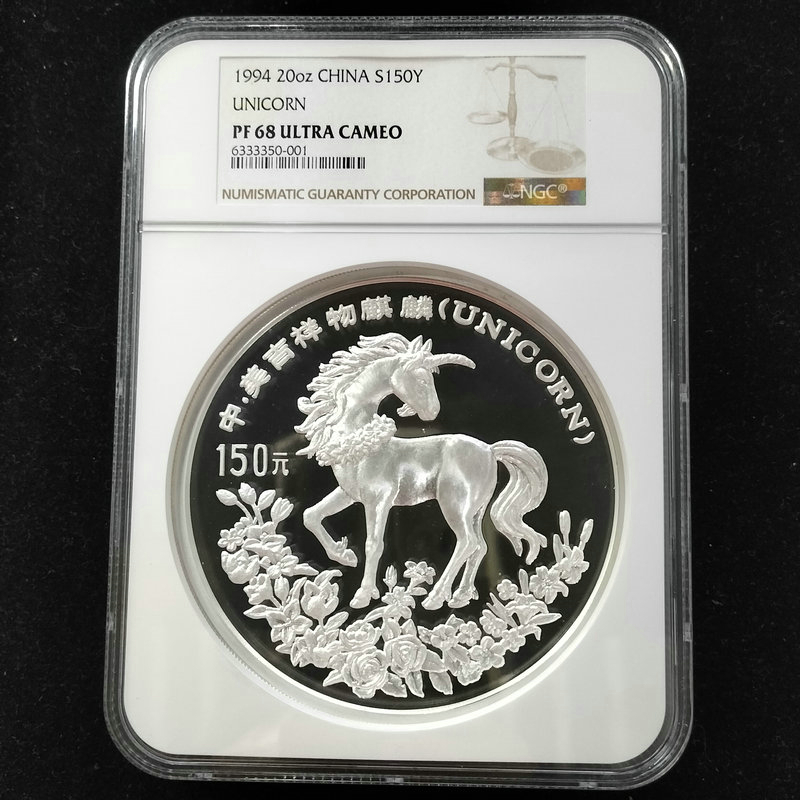 1994 20oz CHINA S150Y
UNICORN
PF 68 ULTRA CAMEO
6333350-001
NUMISMATIC GUARANTY CORPORATION
NGC®
中·美吉祥物麒麟(UNICORN)
150元